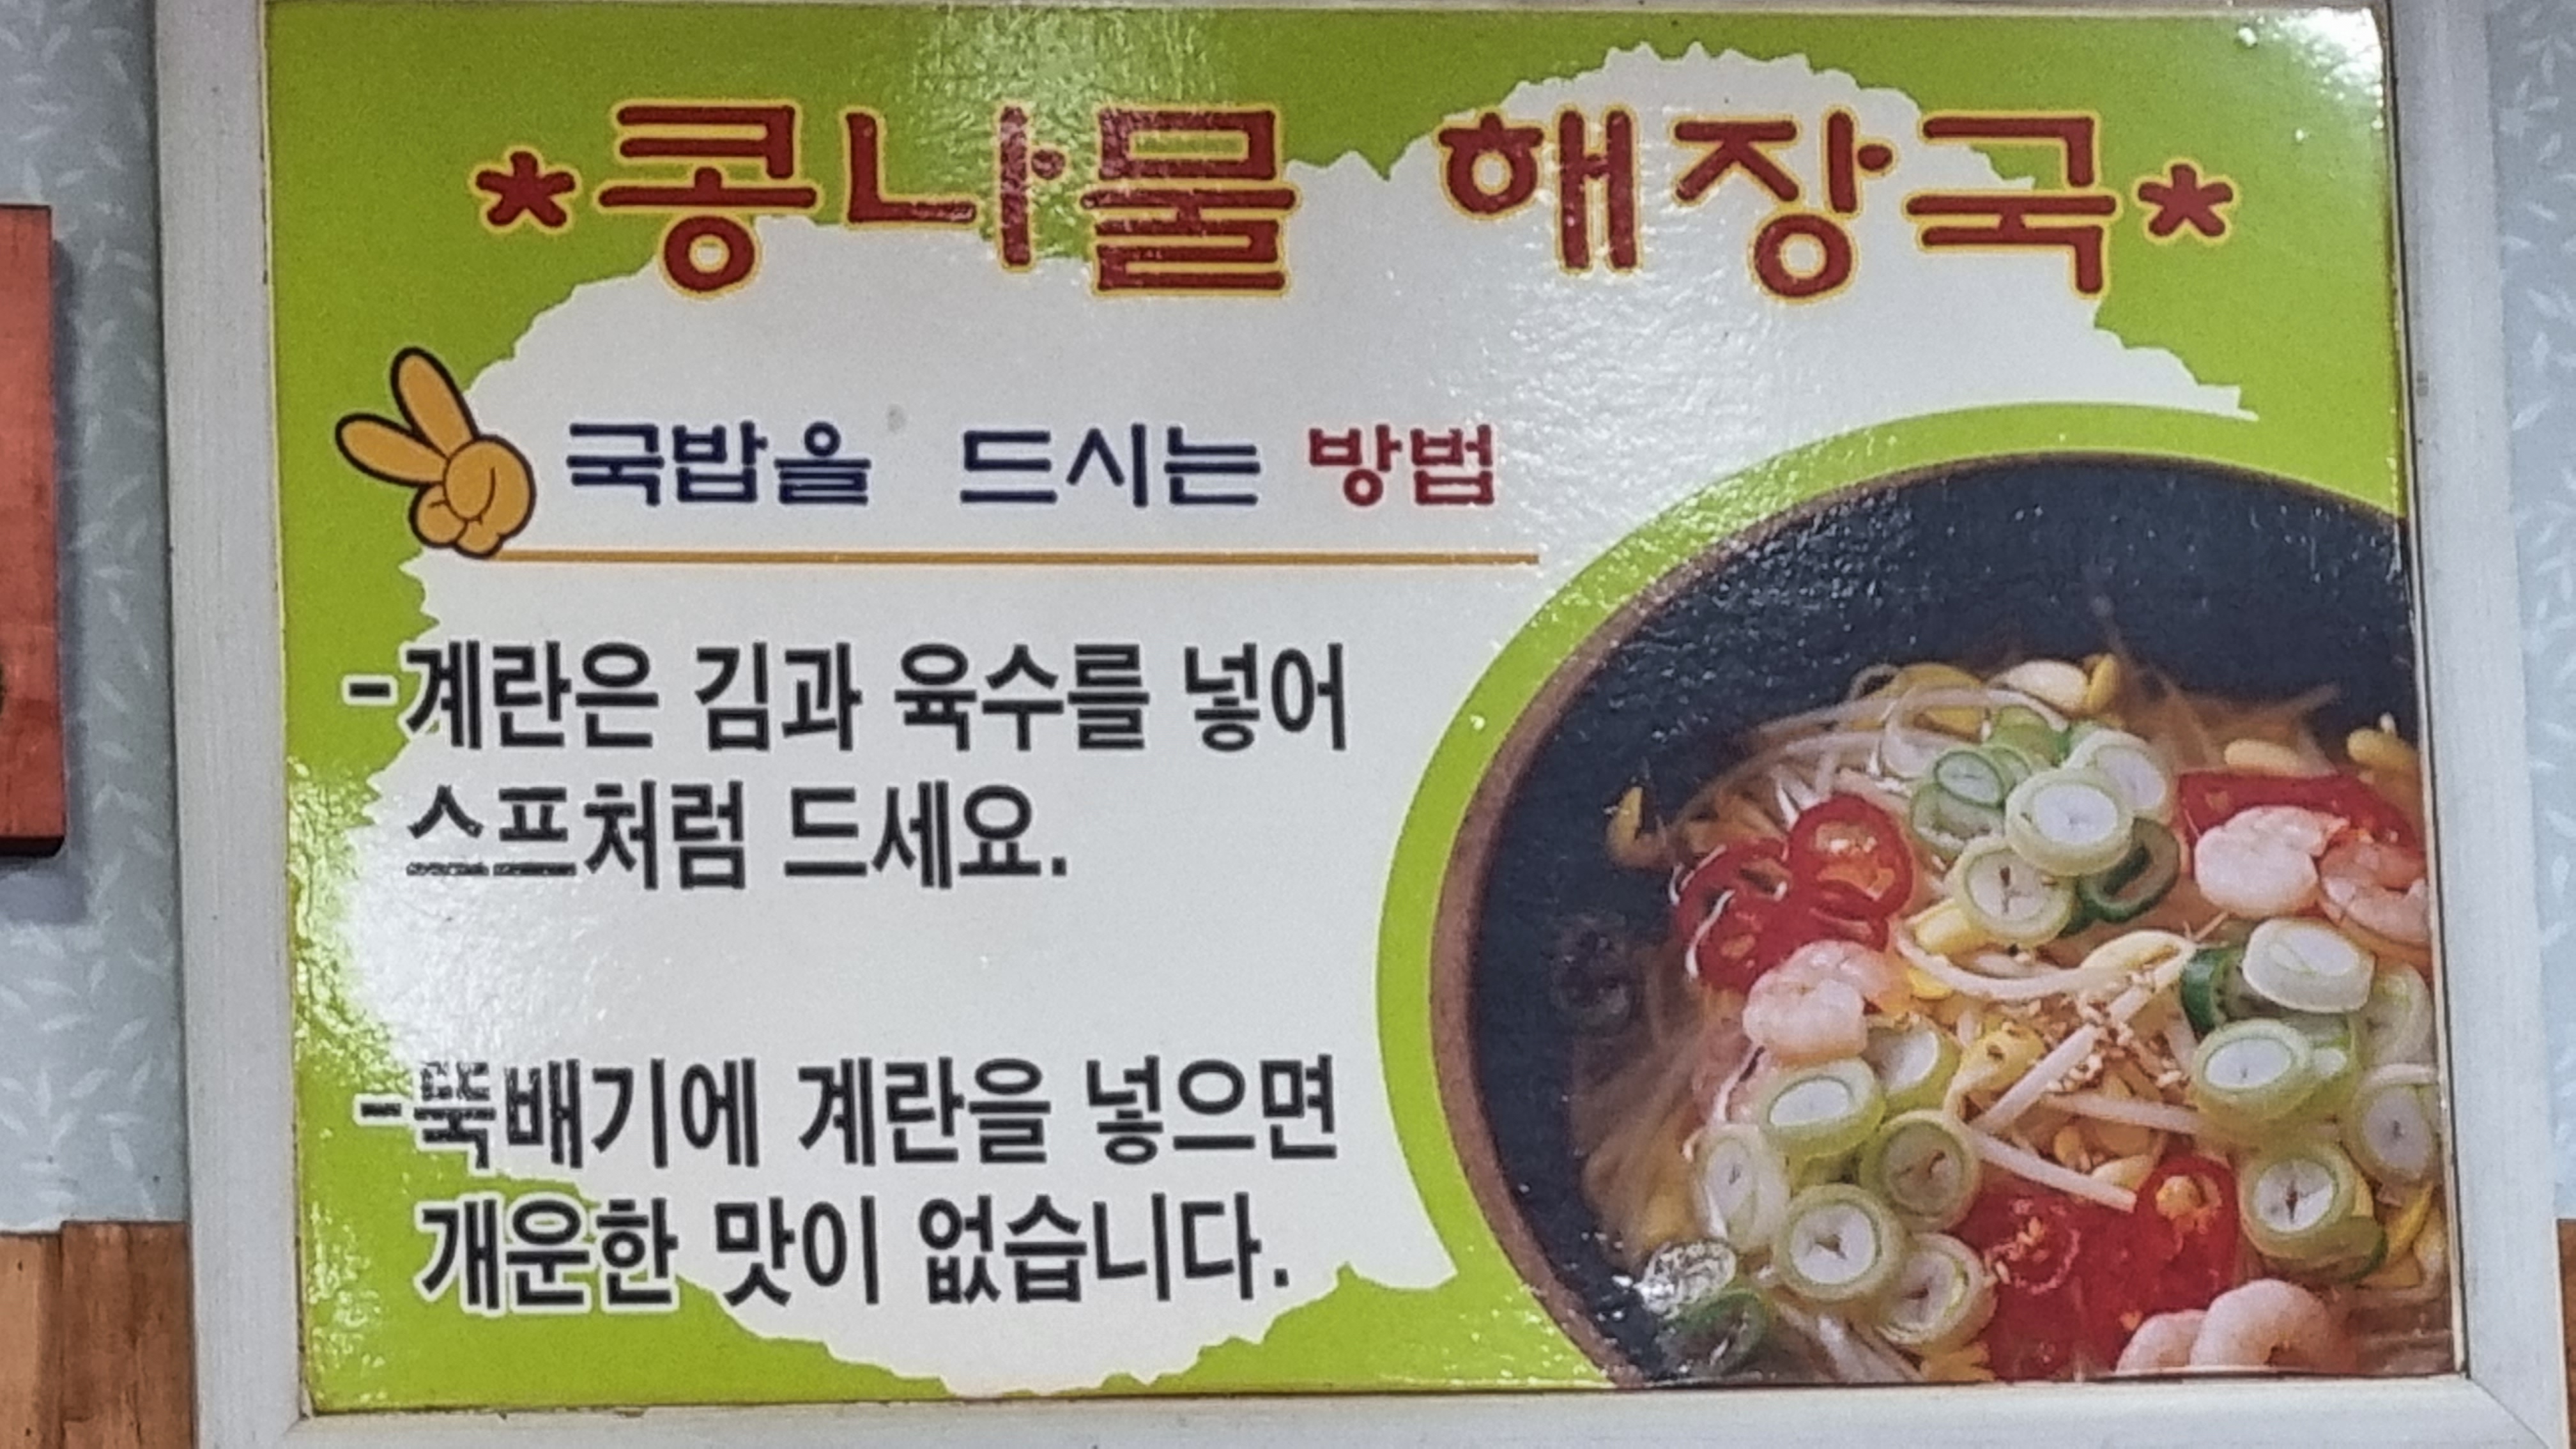 *콩나물 해장국*
국밥을 드시는 방법
-계란은 김과 육수를 넣어
스프처럼 드세요.
-뚝배기에 계란을 넣으면
개운한 맛이 없습니다.